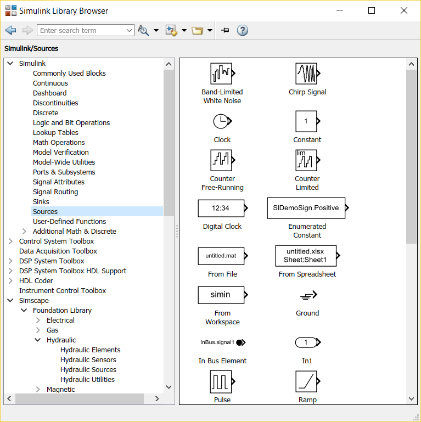 Simulink Library Browser
Enter search term
Simulink/Sources
Simulink
Commonly Used Blocks
Continuous
Dashboard
Discontinuities
Discrete
Logic and Bit Operations
Lookup Tables
Math Operations
Model Verification
Model-Wide Utilities
Ports & Subsystems
Signal Attributes
Signal Routing
Sinks
Sources
User-Defined Functions
Additional Math & Discrete
Control System Toolbox
Data Acquisition Toolbox
DSP System Toolbox
DSP System Toolbox HDL Support
HDL Coder
Instrument Control Toolbox
Simscape
Foundation Library
Electrical
Gas
Hydraulic
Hydraulic Elements
Hydraulic Sensors
Hydraulic Sources
Hydraulic Utilities
Magnetic
Band-Limited
White Noise
Chirp Signal
Clock
1
Constant
Counter
Free-Running
lim
Counter
Limited
12:34
Digital Clock
SlDemoSign.Positive
Enumerated
Constant
untitled.mat
From File
untitled.xlsx
Sheet:Sheet1
From Spreadsheet
simin
From
Workspace
Ground
inBus.signal1
In Bus Element
1
In1
Pulse
Ramp